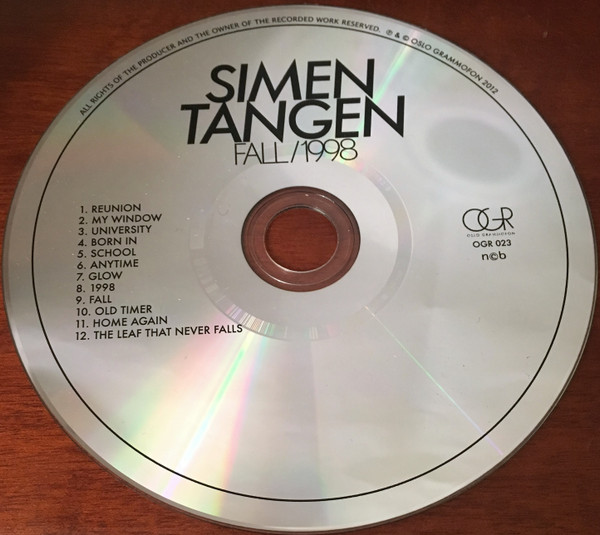 ALL RIGHTS OF THE PRODUCER AND THE OWNER OF THE RECORDED WORK RESERVED. ℗ & © OSLO GRAMMOFON 2012
SIMEN
TANGEN
FALL/1998
1. REUNION
2. MY WINDOW
3. UNIVERSITY
4. BORN IN
5. SCHOOL
6. ANYTIME
7. GLOW
8. 1998
9. FALL
10. OLD TIMER
11. HOME AGAIN
12. THE LEAF THAT NEVER FALLS
OGR
OSLO GRAMMOFON
OGR 023
n©b